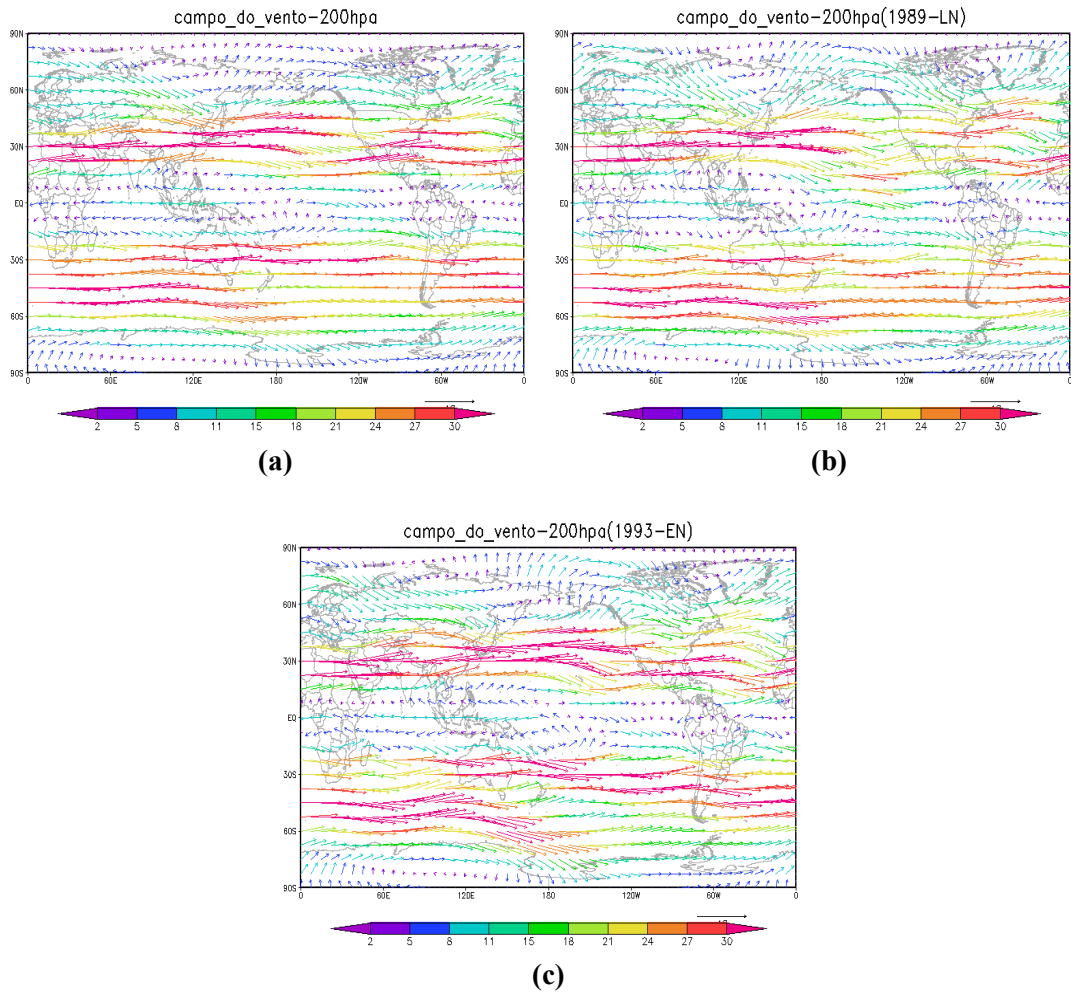 campo_do_vento-200hpa
90N
60N
30N
EQ
30S
60S
90S
0 60E 120E 180 120W 60W 0
2 5 8 11 15 18 21 24 27 30
(a)
campo_do_vento-200hpa(1989-LN)
90N
60N
30N
EQ
30S
60S
90S
0 60E 120E 180 120W 60W 0
2 5 8 11 15 18 21 24 27 30
(b)
campo_do_vento-200hpa(1993-EN)
90N
60N
30N
EQ
30S
60S
90S
0 60E 120E 180 120W 60W 0
2 5 8 11 15 18 21 24 27 30
(c)